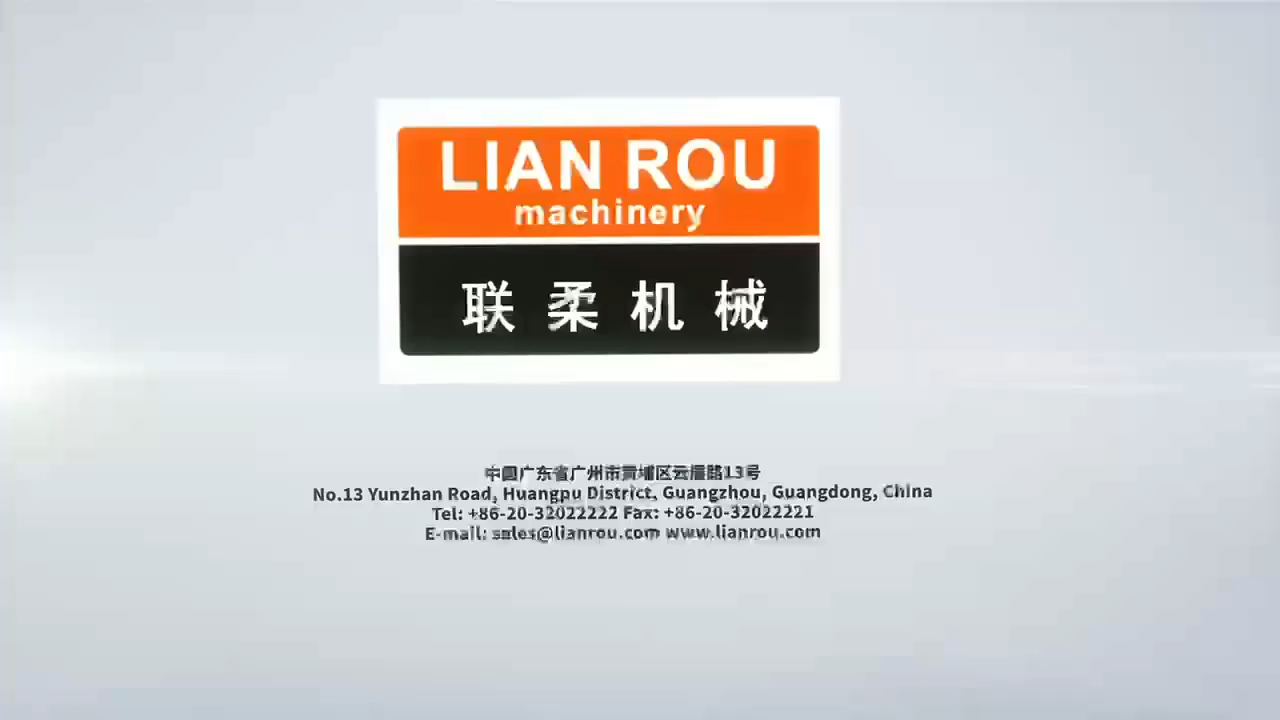 LIAN ROU
machinery
联柔机械
中国广东省广州市黄埔区云展路13号
No.13 Yunzhan Road, Huangpu District, Guangzhou, Guangdong, China
Tel: +86-20-32022222 Fax: +86-20-32022221
E-mail: sales@lianrou.com www.lianrou.com